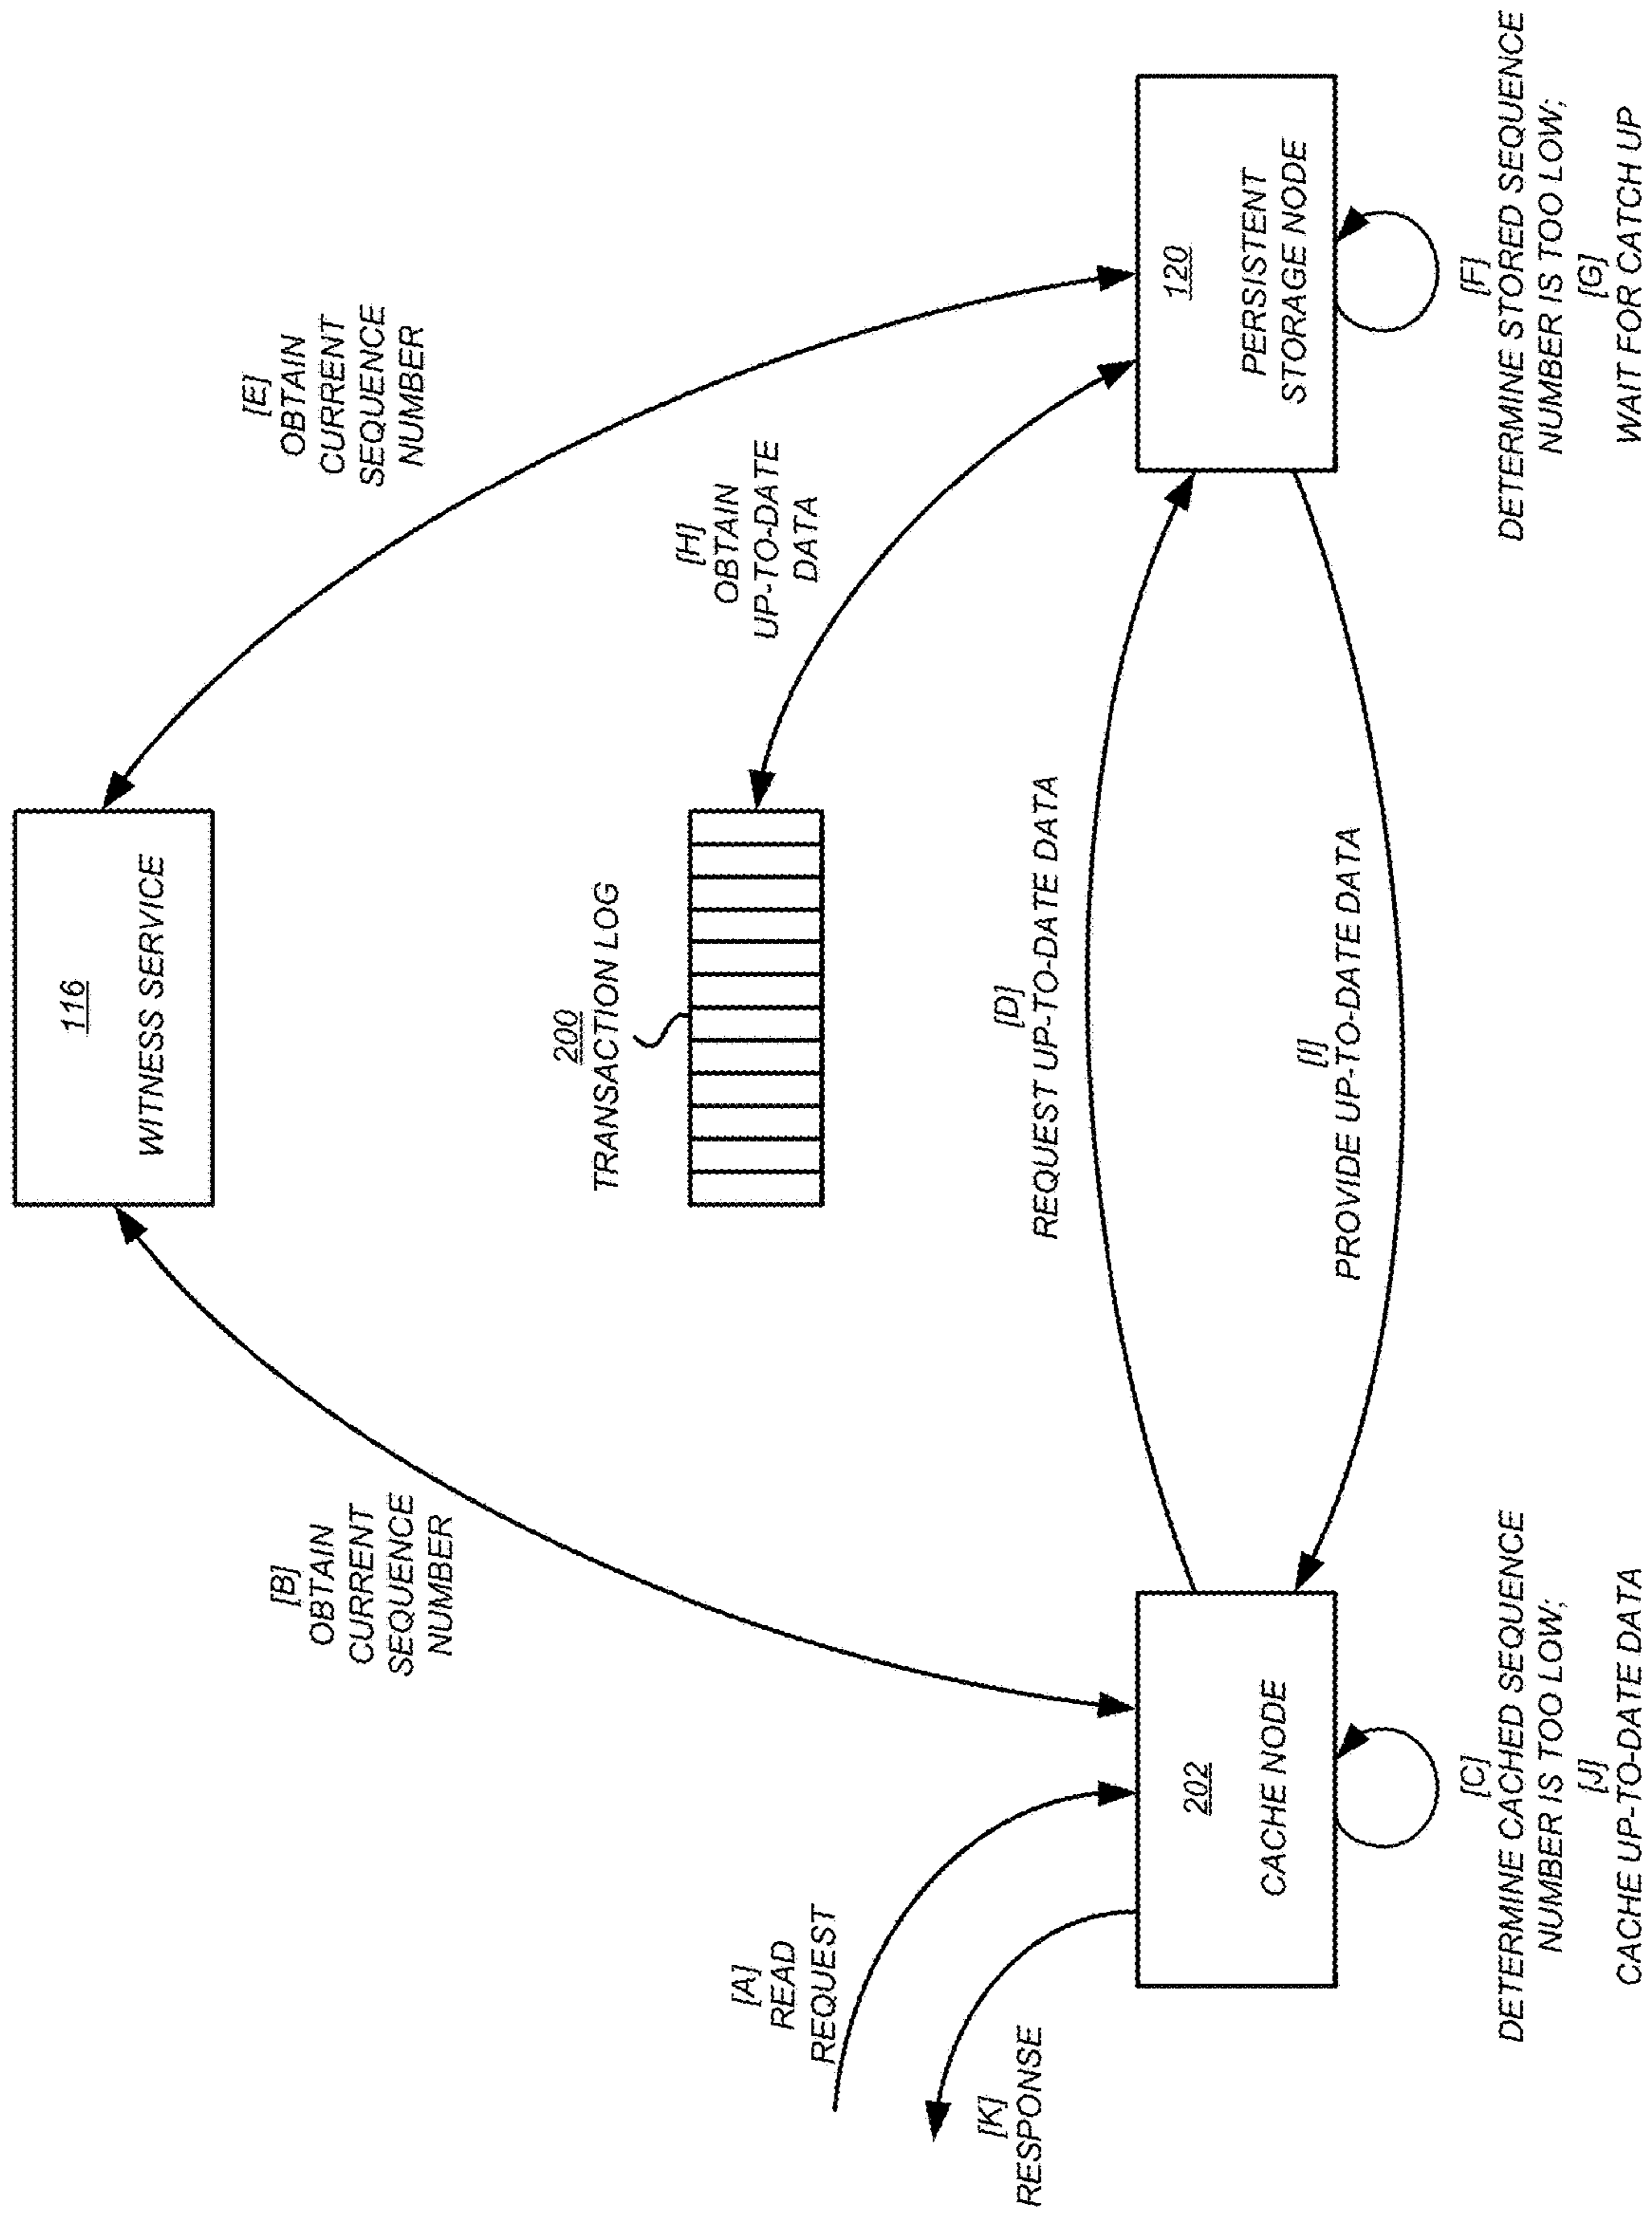 116
WITNESS SERVICE
[B]
OBTAIN
CURRENT
SEQUENCE
NUMBER
[E]
OBTAIN
CURRENT
SEQUENCE
NUMBER
200
TRANSACTION LOG
[H]
OBTAIN
UP-TO-DATE
DATA
[A]
READ
REQUEST
[K]
RESPONSE
[D]
REQUEST UP-TO-DATE DATA
[I]
PROVIDE UP-TO-DATE DATA
202
CACHE NODE
120
PERSISTENT
STORAGE NODE
[C]
DETERMINE CACHED SEQUENCE
NUMBER IS TOO LOW;
[J]
CACHE UP-TO-DATE DATA
[F]
DETERMINE STORED SEQUENCE
NUMBER IS TOO LOW;
[G]
WAIT FOR CATCH UP